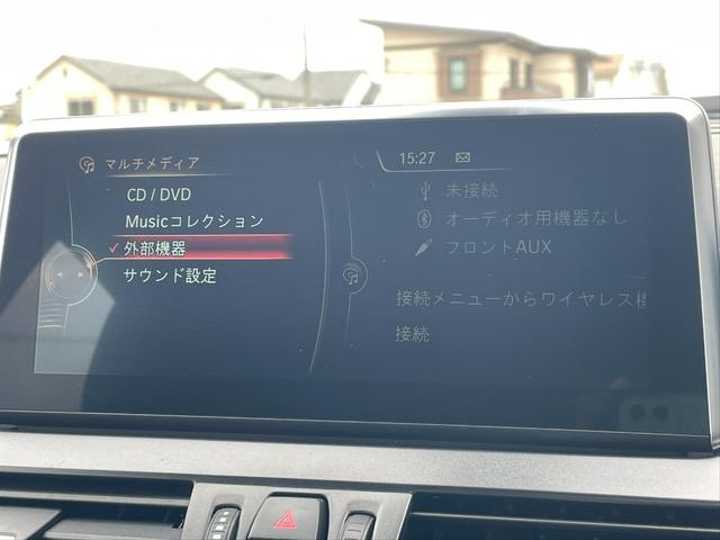 マルチメディア
CD / DVD
Musicコレクション
外部機器
サウンド設定
15:27
未接続
オーディオ用機器なし
フロントAUX
接続メニューからワイヤレス
接続